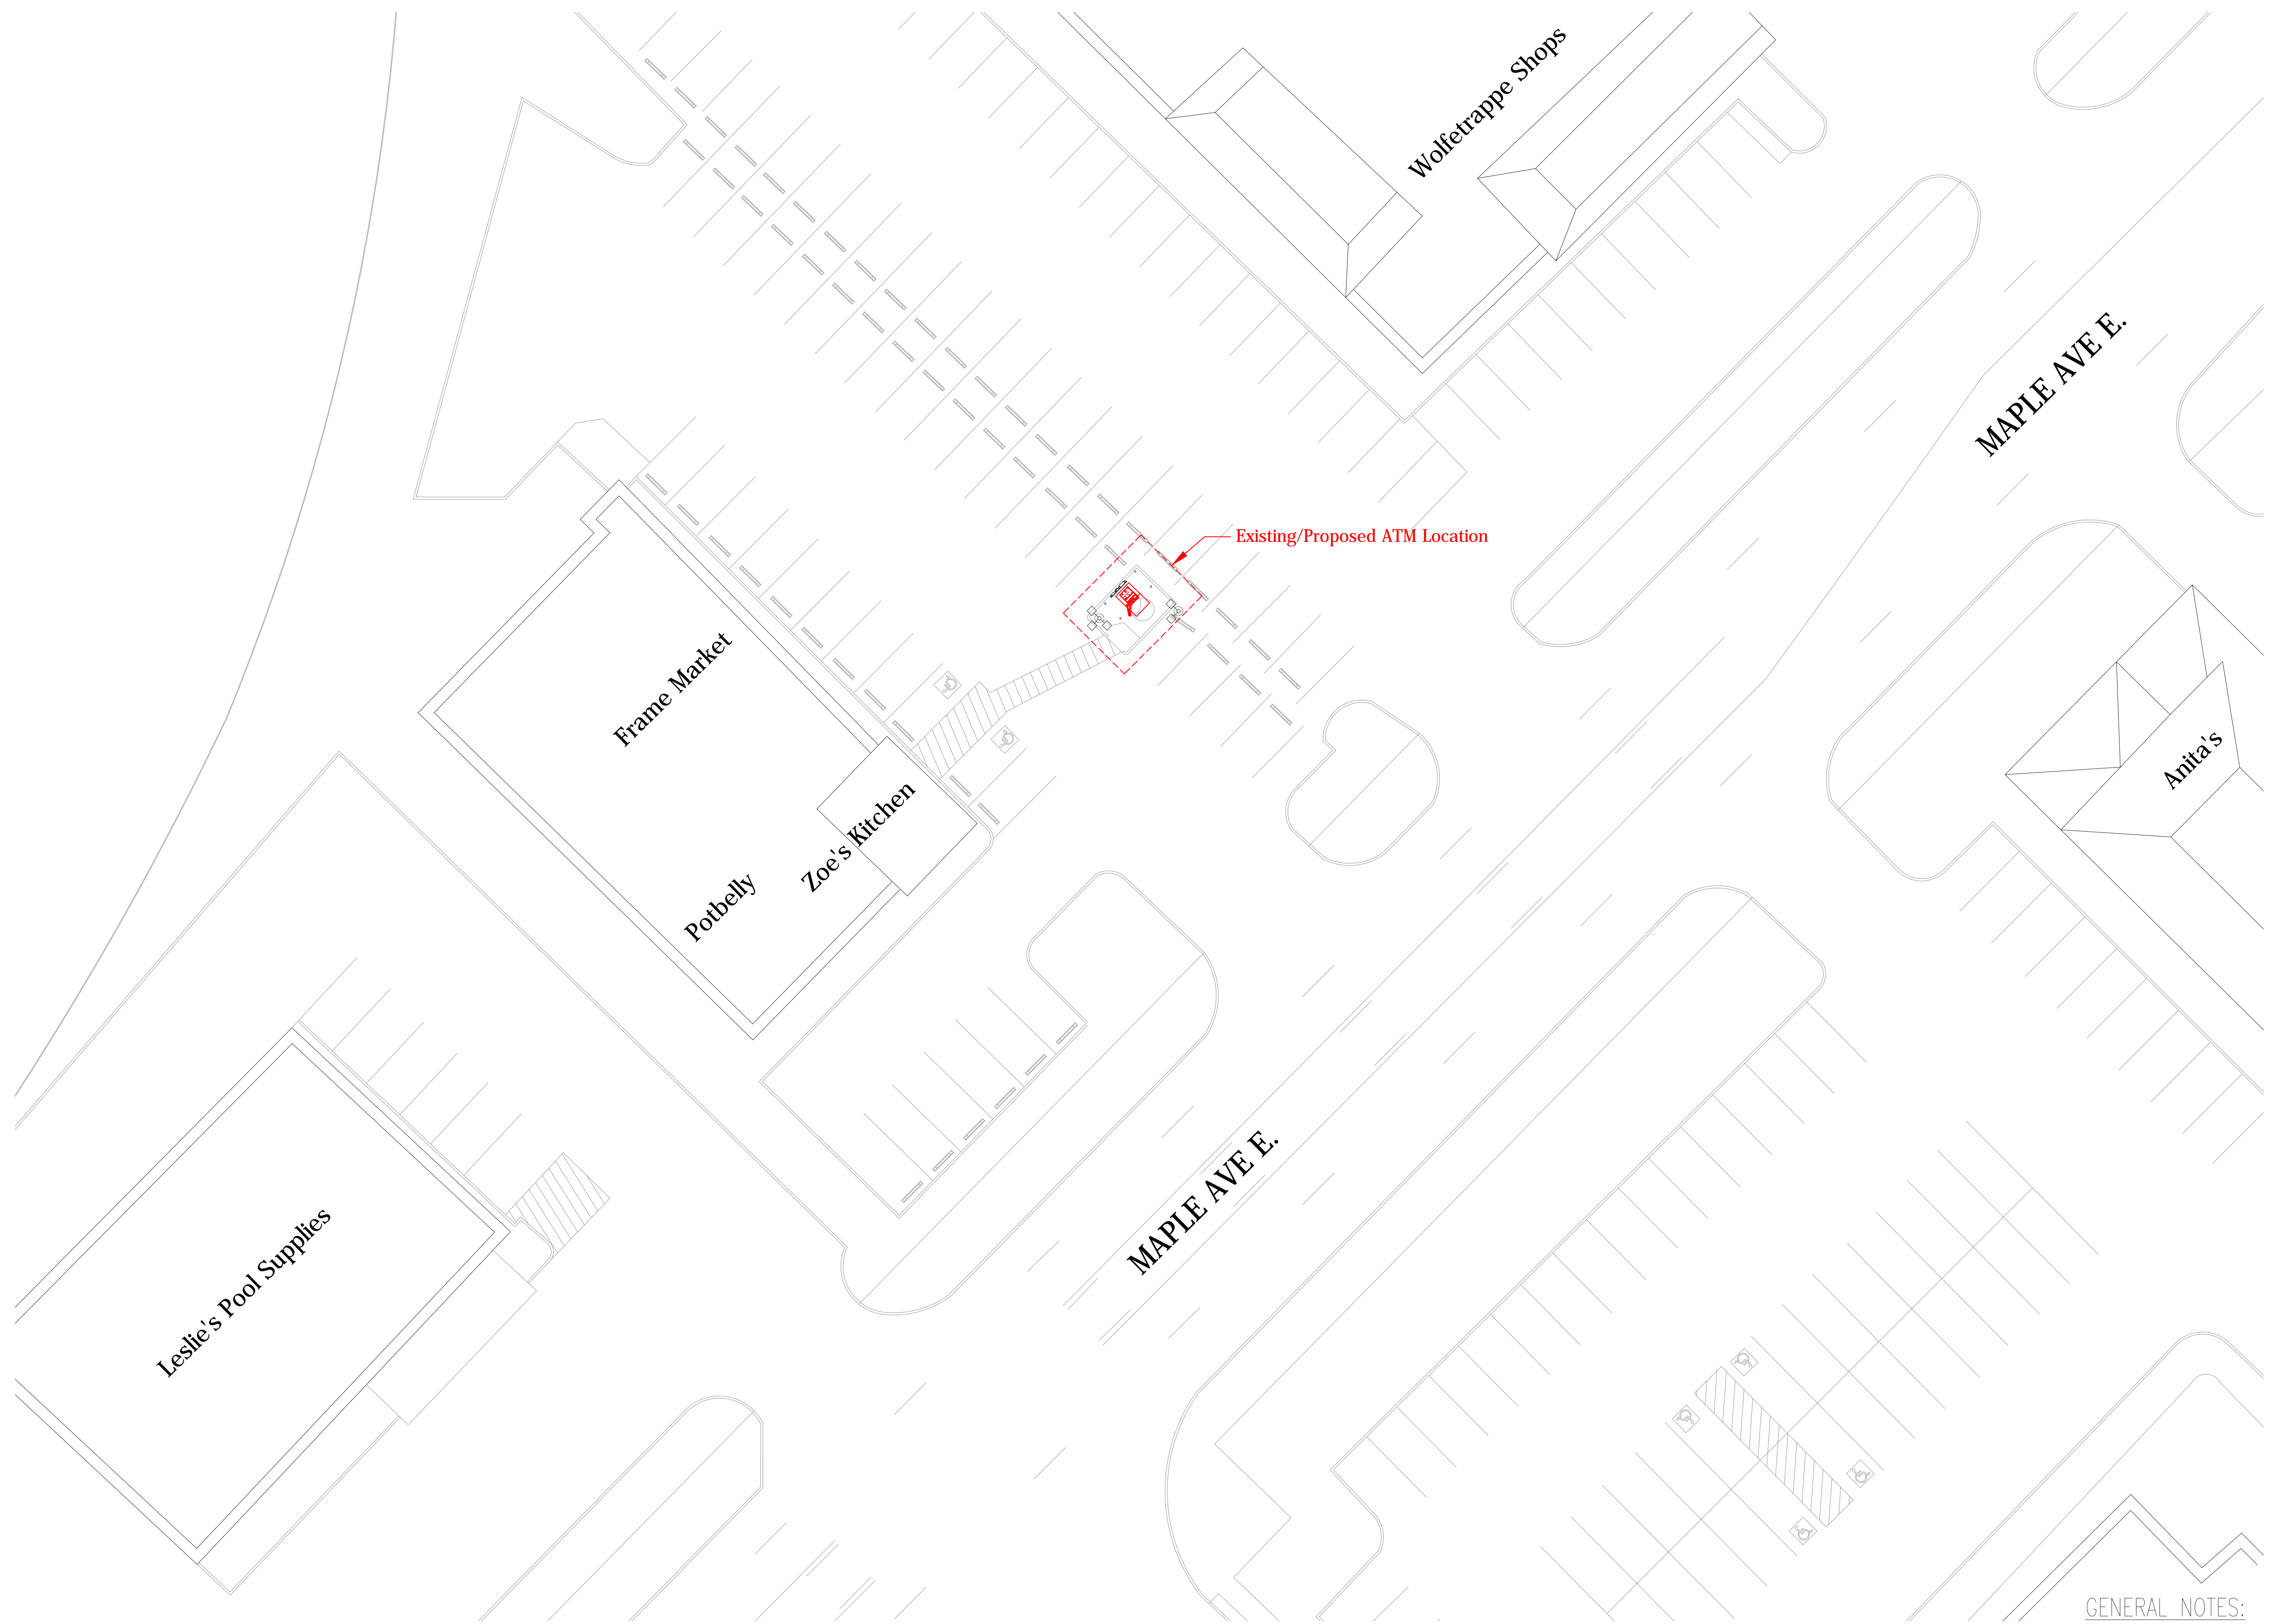 Wolfetrappe Shops
MAPLE AVE E.
Existing/Proposed ATM Location
Frame Market
Anita's
Zoe's Kitchen
Potbelly
MAPLE AVE E.
Leslie's Pool Supplies
GENERAL NOTES: